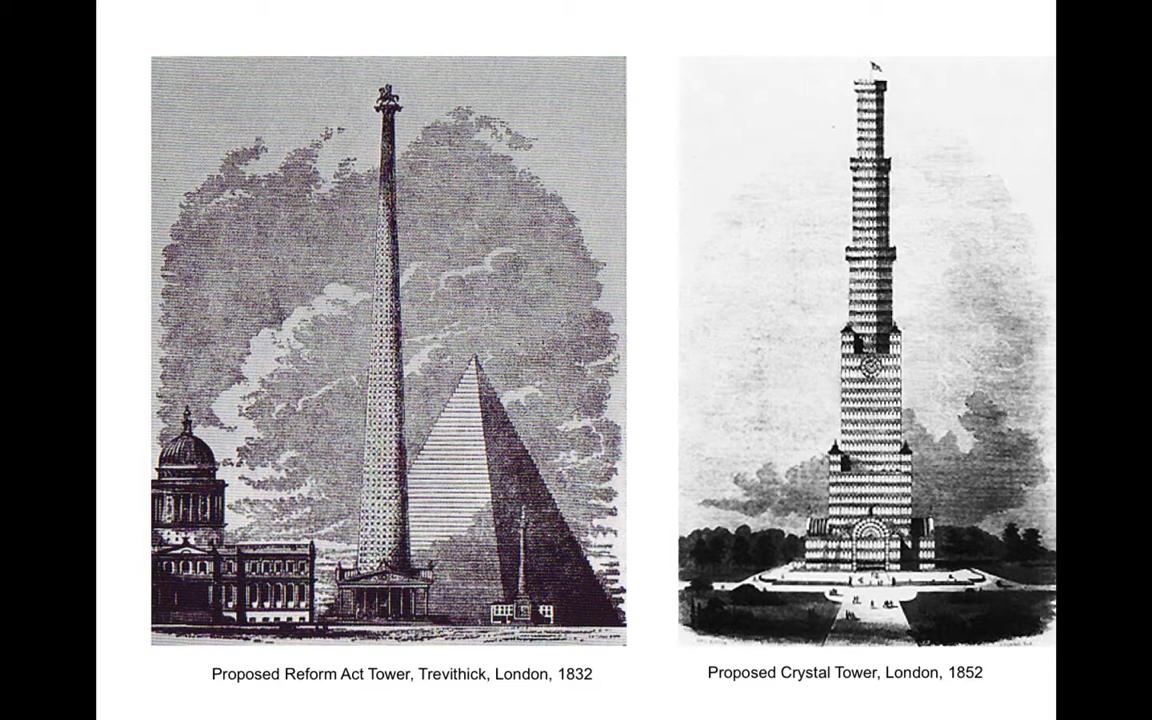 Proposed Reform Act Tower, Trevithick, London, 1832
Proposed Crystal Tower, London, 1852